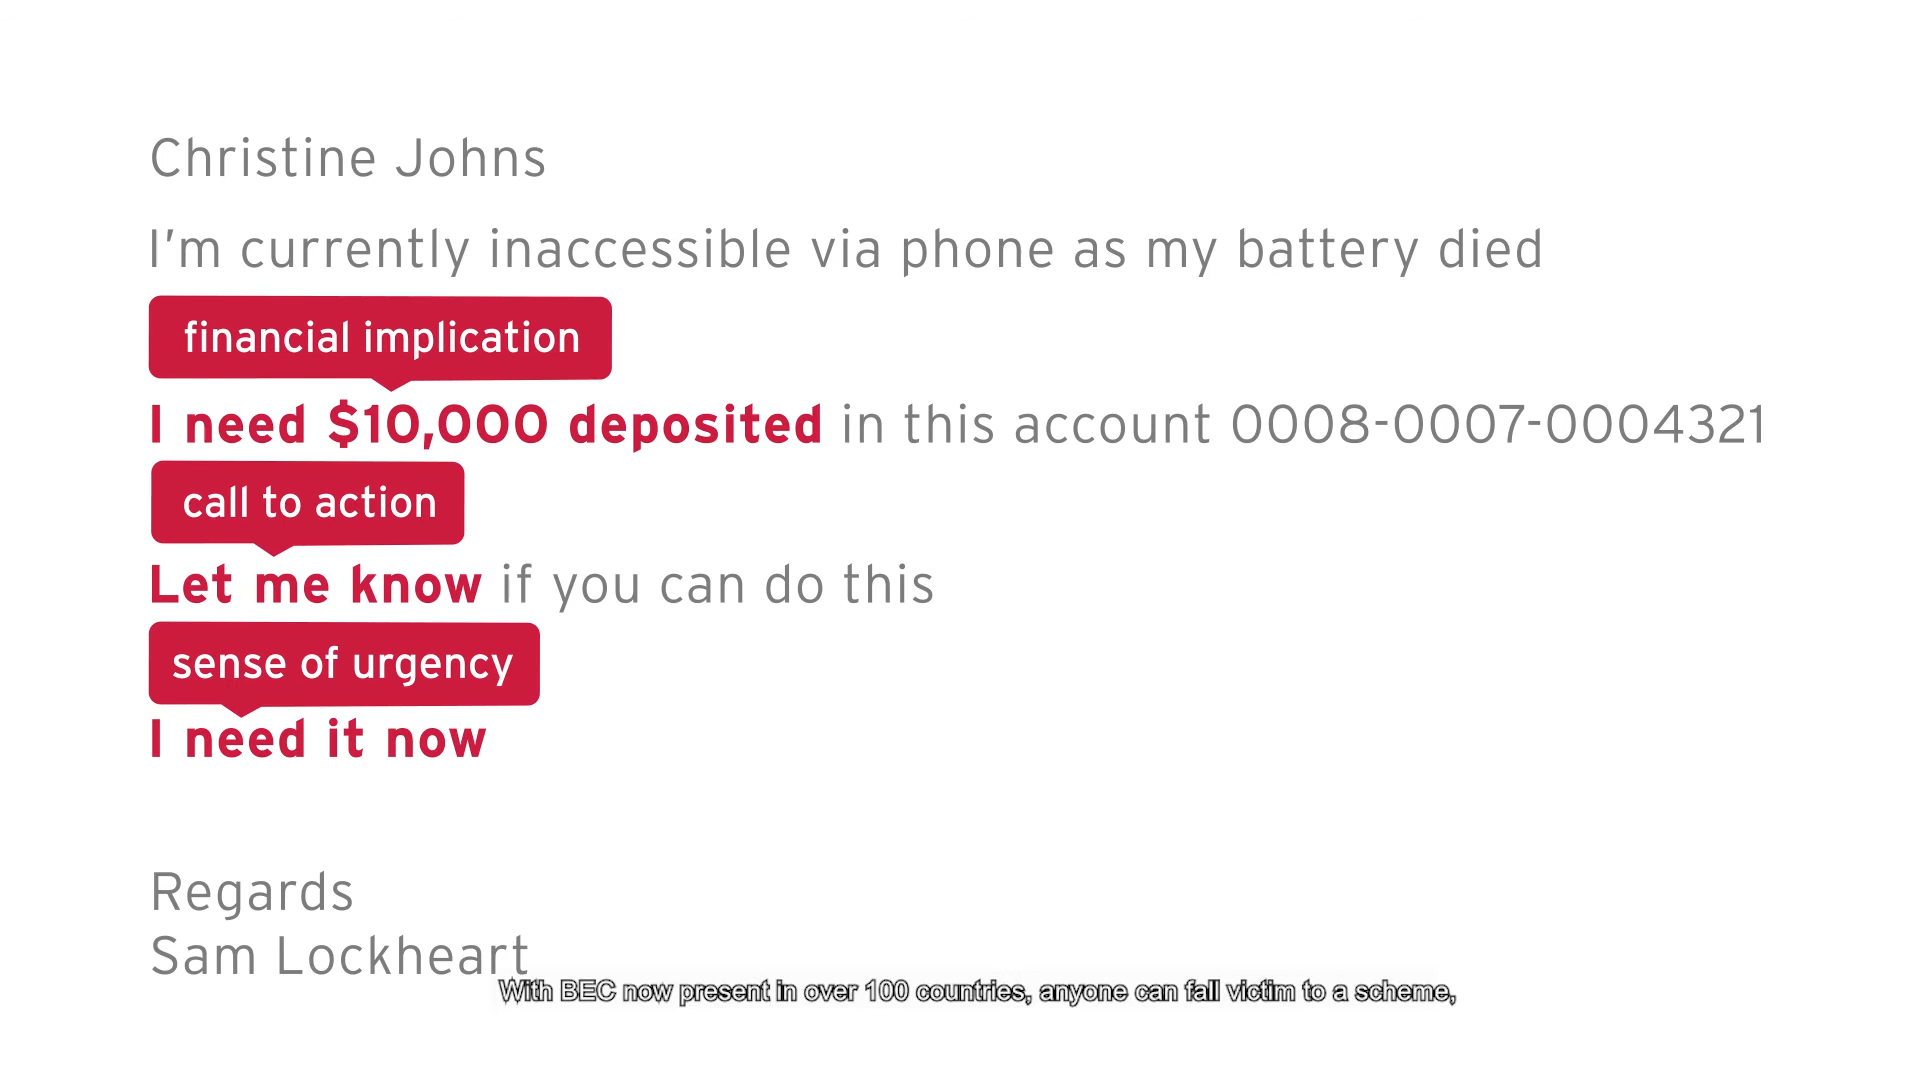 Christine Johns
I'm currently inaccessible via phone as my battery died
financial implication
I need $10,000 deposited in this account 0008-0007-0004321
call to action
Let me know if you can do this
sense of urgency
I need it now
Regards
Sam Lockheart
With BEC now present in over 100 countries, anyone can fall victim to a scheme,